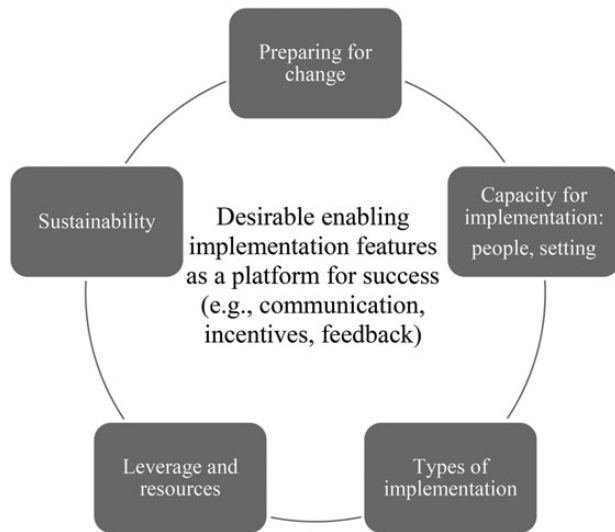 Preparing for
change
Capacity for
implementation:
people, setting
Types of
implementation
Leverage and
resources
Sustainability
Desirable enabling
implementation features
as a platform for success
(e.g., communication,
incentives, feedback)